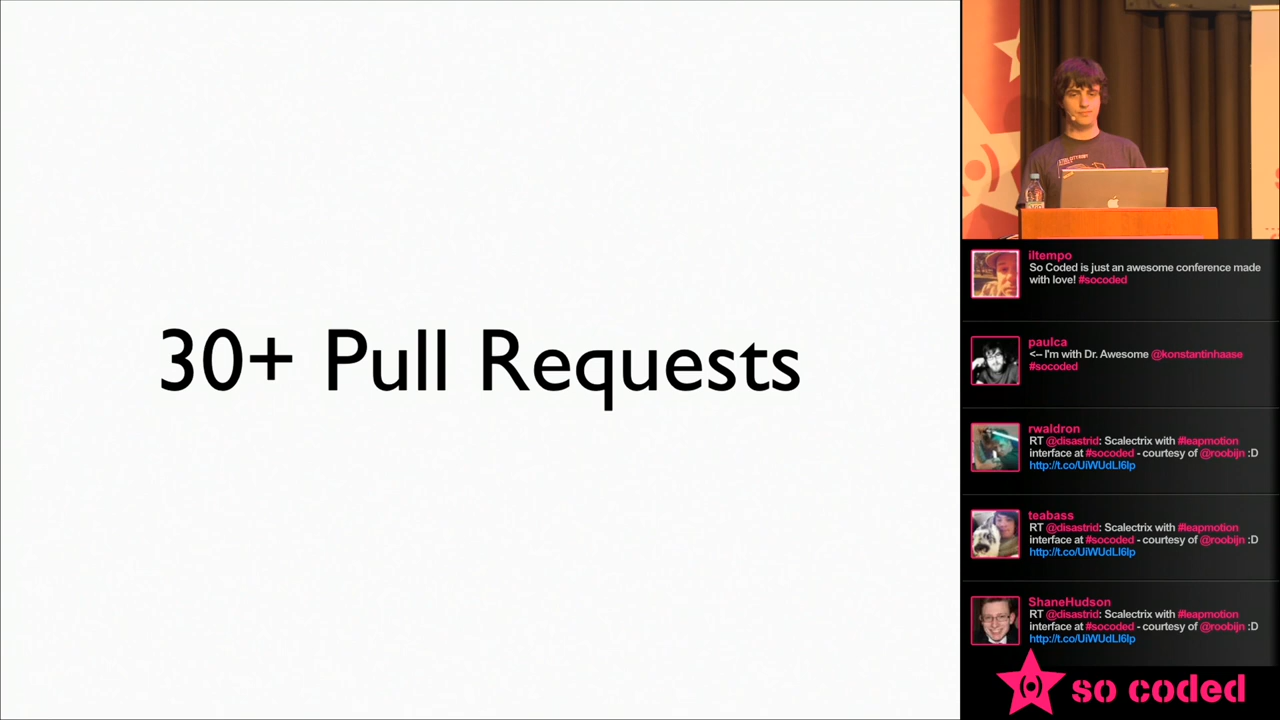 30+ Pull Requests
iltempo
So Coded is just an awesome conference made
with love! #socoded
paulca
<-- I'm with Dr. Awesome @konstantinhaase
#socoded
rwaldron
RT @disastrid: Scalectrix with #leapmotion
interface at #socoded - courtesy of @roobijn :D
http://t.co/UiWUdLI6lp
teabass
RT @disastrid: Scalectrix with #leapmotion
interface at #socoded - courtesy of @roobijn :D
http://t.co/UiWUdLI6lp
ShaneHudson
RT @disastrid: Scalectrix with #leapmotion
interface at #socoded - courtesy of @roobijn :D
http://t.co/UiWUdLI6lp
so coded